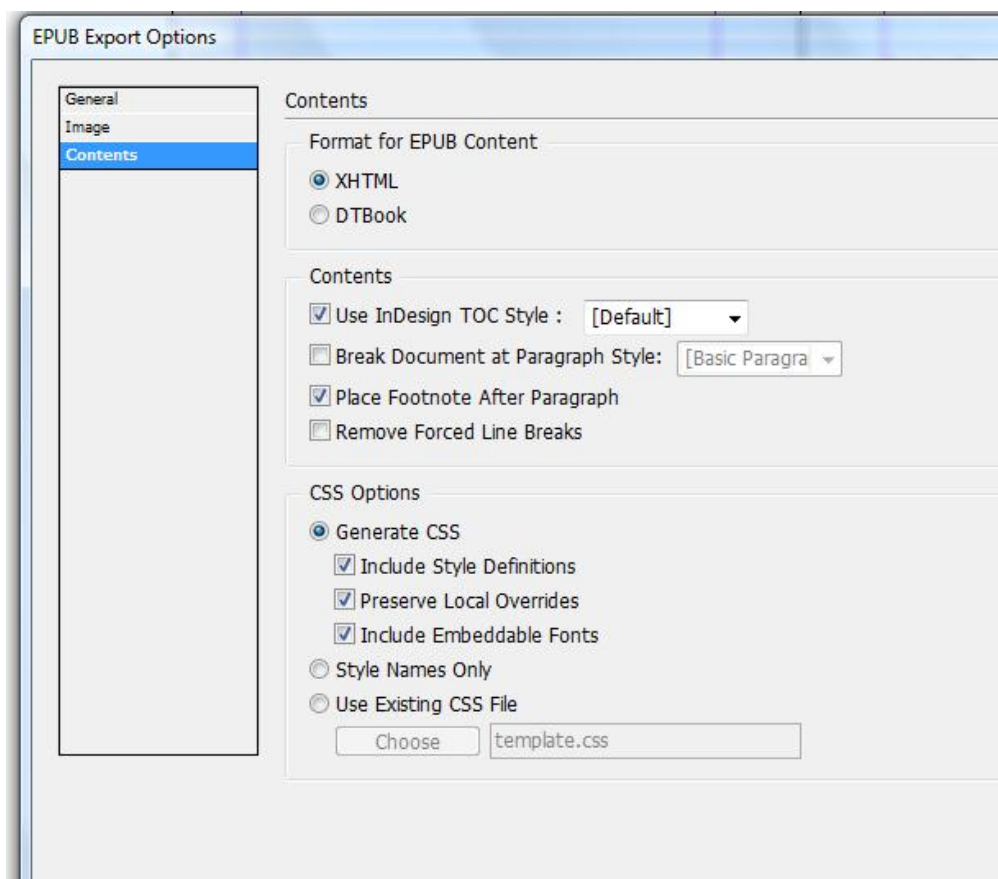 EPUB Export Options
General
Image
Contents
Contents
Format for EPUB Content
XHTML
DTBook
Contents
Use InDesign TOC Style : [Default]
Break Document at Paragraph Style: [Basic Paragra
Place Footnote After Paragraph
Remove Forced Line Breaks
CSS Options
Generate CSS
Include Style Definitions
Preserve Local Overrides
Include Embeddable Fonts
Style Names Only
Use Existing CSS File
Choose template.css